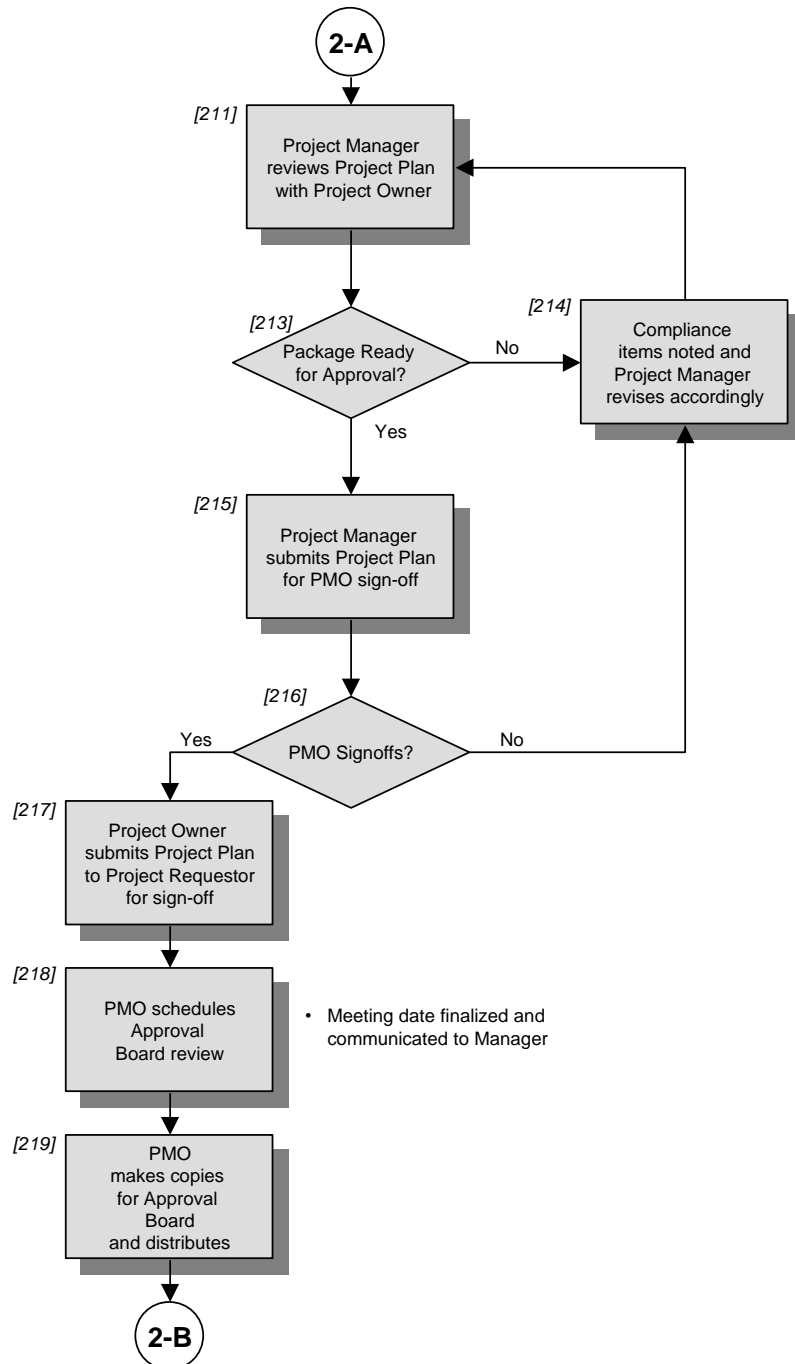 2-A
[211]
Project Manager
reviews Project Plan
with Project Owner
[213]
Package Ready
for Approval?
No
Yes
[214]
Compliance
items noted and
Project Manager
revises accordingly
[215]
Project Manager
submits Project Plan
for PMO sign-off
[216]
PMO Signoffs?
Yes
No
[217]
Project Owner
submits Project Plan
to Project Requestor
for sign-off
[218]
PMO schedules
Approval
Board review
• Meeting date finalized and
communicated to Manager
[219]
PMO
makes copies
for Approval
Board
and distributes
2-B